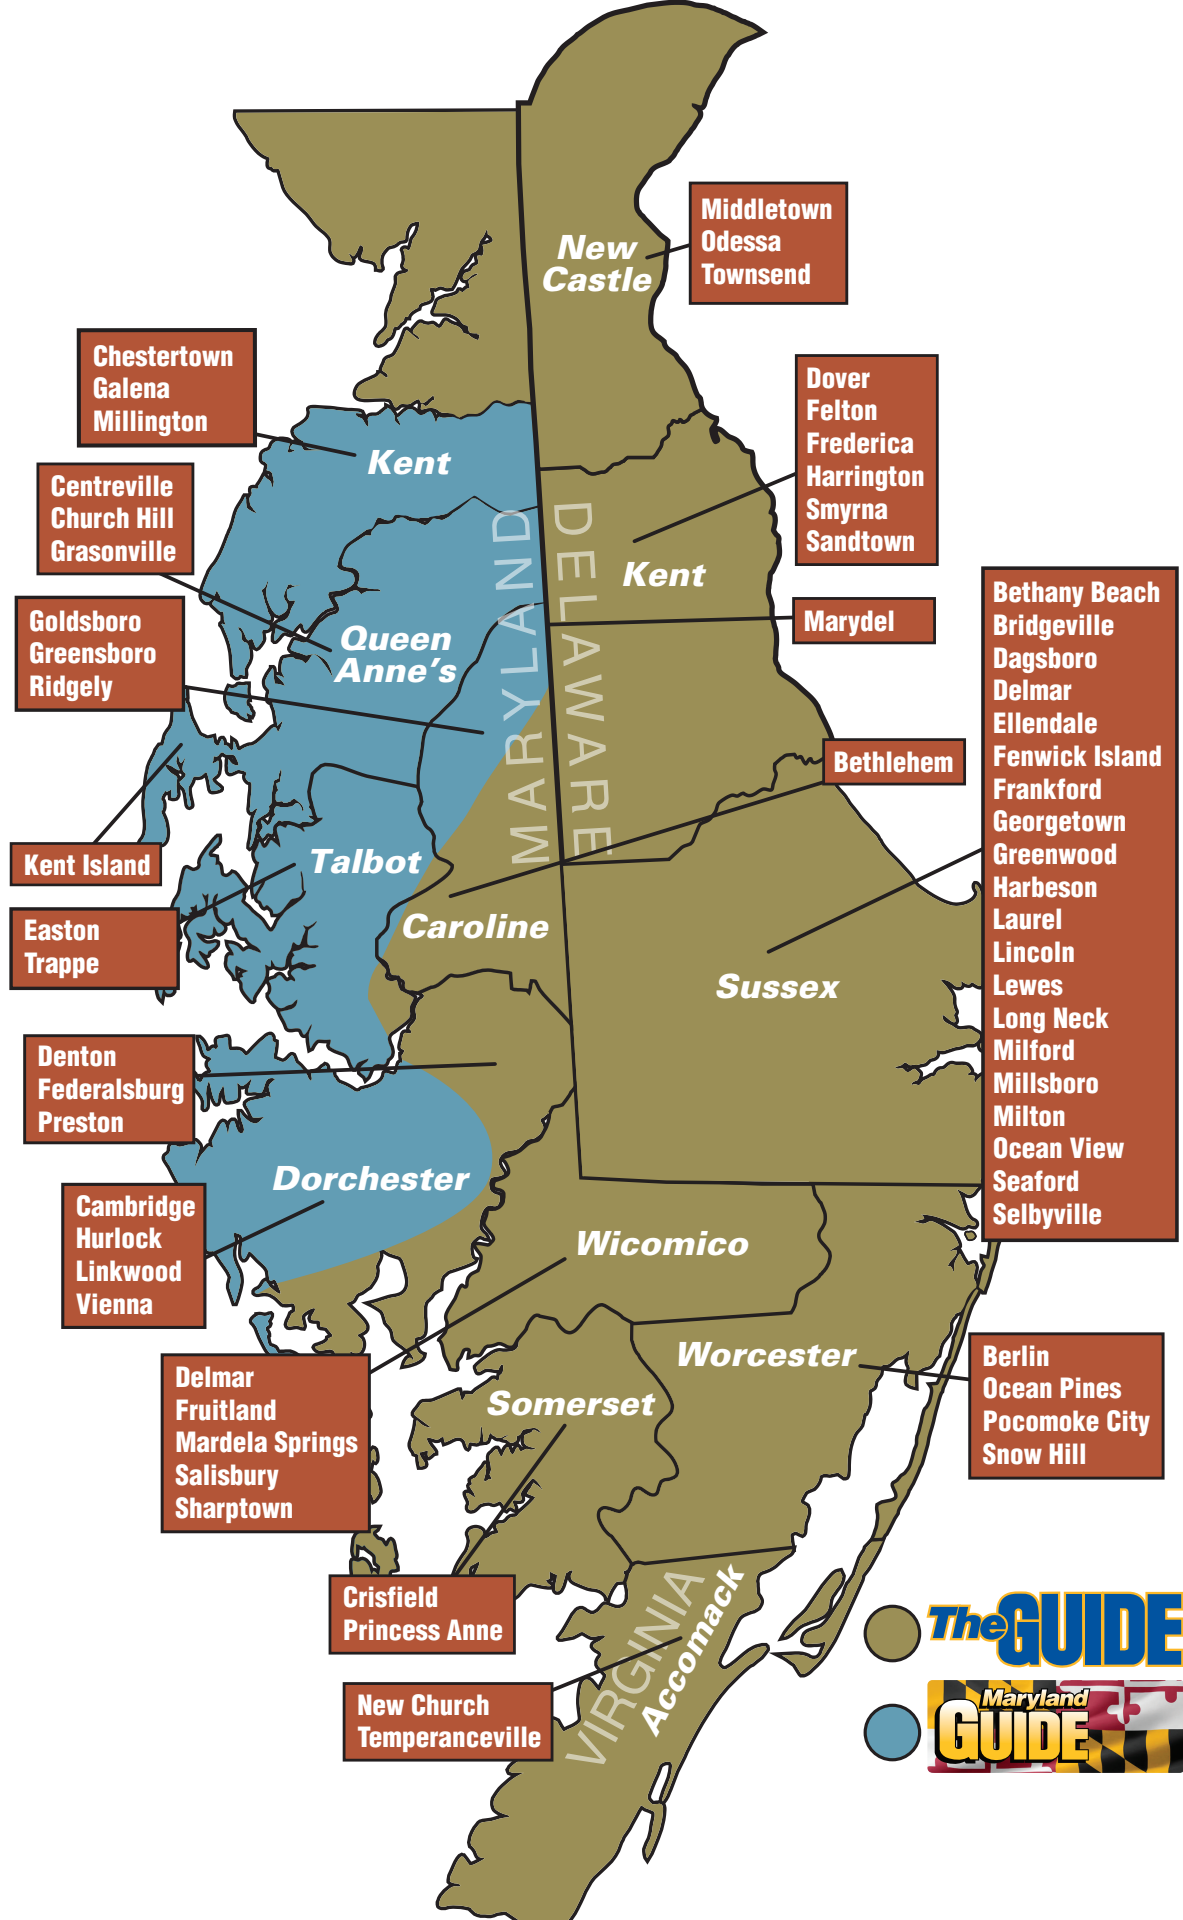 New
Castle
Middletown
Odessa
Townsend
Chestertown
Galena
Millington
Kent
Dover
Felton
Frederica
Harrington
Smyrna
Sandtown
Centreville
Church Hill
Grasonville
MARYLAND
DELAWARE
Kent
Goldsboro
Greensboro
Ridgely
Queen
Anne's
Marydel
Bethany Beach
Bridgeville
Dagsboro
Delmar
Ellendale
Fenwick Island
Frankford
Georgetown
Greenwood
Harbeson
Laurel
Lincoln
Lewes
Long Neck
Milford
Millsboro
Milton
Ocean View
Seaford
Selbyville
Bethlehem
Kent Island
Talbot
Easton
Trappe
Caroline
Sussex
Denton
Federalsburg
Preston
Dorchester
Cambridge
Hurlock
Linkwood
Vienna
Wicomico
Worcester
Berlin
Ocean Pines
Pocomoke City
Snow Hill
Delmar
Fruitland
Mardela Springs
Salisbury
Sharptown
Somerset
Crisfield
Princess Anne
VIRGINIA
Accomack
New Church
Temperanceville
The GUIDE
Maryland
GUIDE